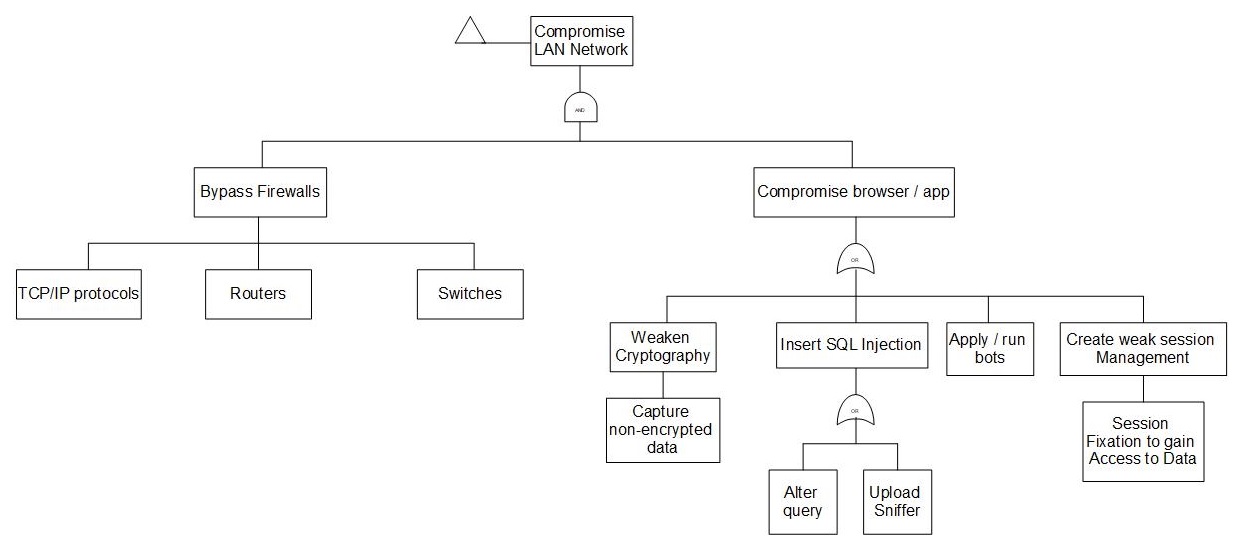 Compromise
LAN Network
AND
Bypass Firewalls
Compromise browser / app
OR
TCP/IP protocols
Routers
Switches
Weaken
Cryptography
Insert SQL Injection
Apply / run
bots
Create weak session
Management
Capture
non-encrypted
data
OR
Session
Fixation to gain
Access to Data
Alter
query
Upload
Sniffer